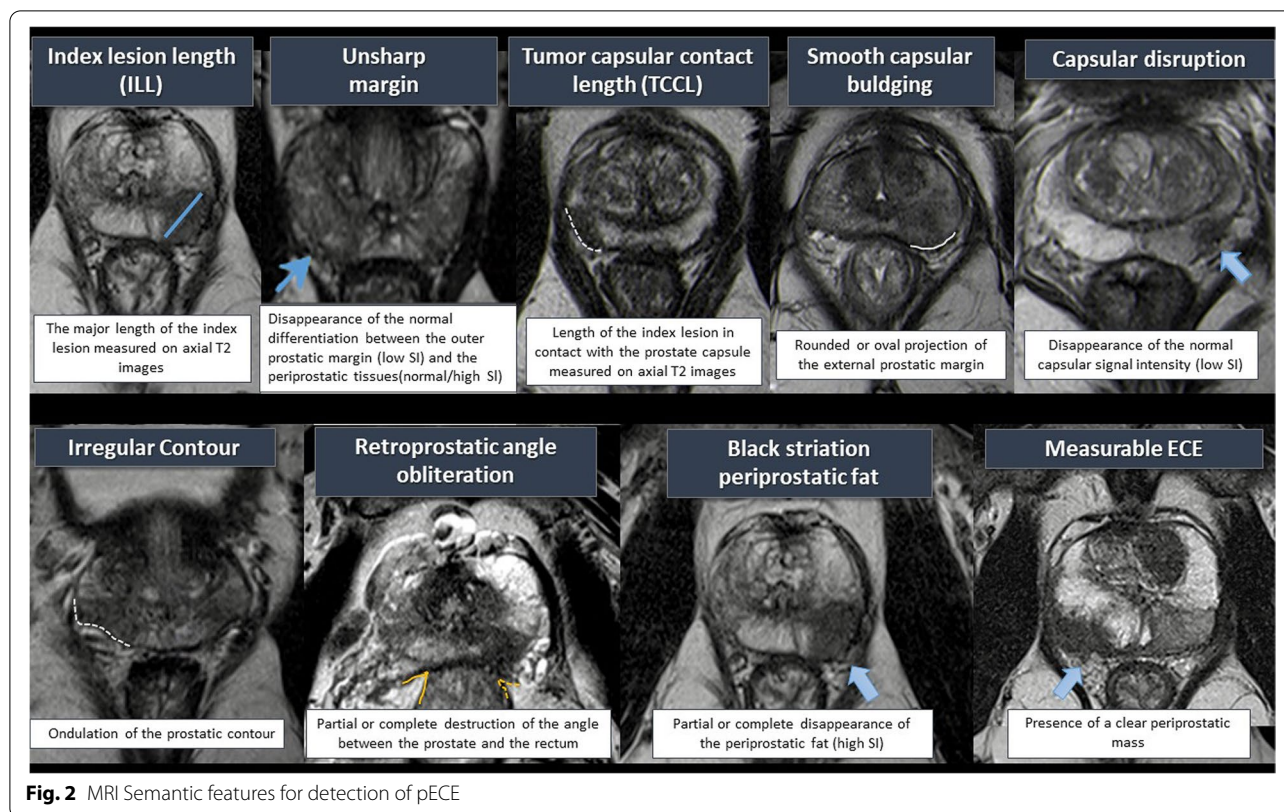 Index lesion length
(ILL)
Unsharp
margin
Tumor capsular contact
length (TCCL)
Smooth capsular
buldging
Capsular disruption
The major length of the index
lesion measured on axial T2
images
Disappearance of the normal
differentiation between the outer
prostatic margin (low SI) and the
periprostatic tissues(normal/high SI)
Length of the index lesion in
contact with the prostate capsule
measured on axial T2 images
Rounded or oval projection of
the external prostatic margin
Disappearance of the normal
capsular signal intensity (low SI)
Irregular Contour
Retroprostatic angle
obliteration
Black striation
periprostatic fat
Measurable ECE
Ondulation of the prostatic contour
Partial or complete destruction of the angle
between the prostate and the rectum
Partial or complete disappearance of
the periprostatic fat (high SI)
Presence of a clear periprostatic
mass
Fig. 2 MRI Semantic features for detection of pECE